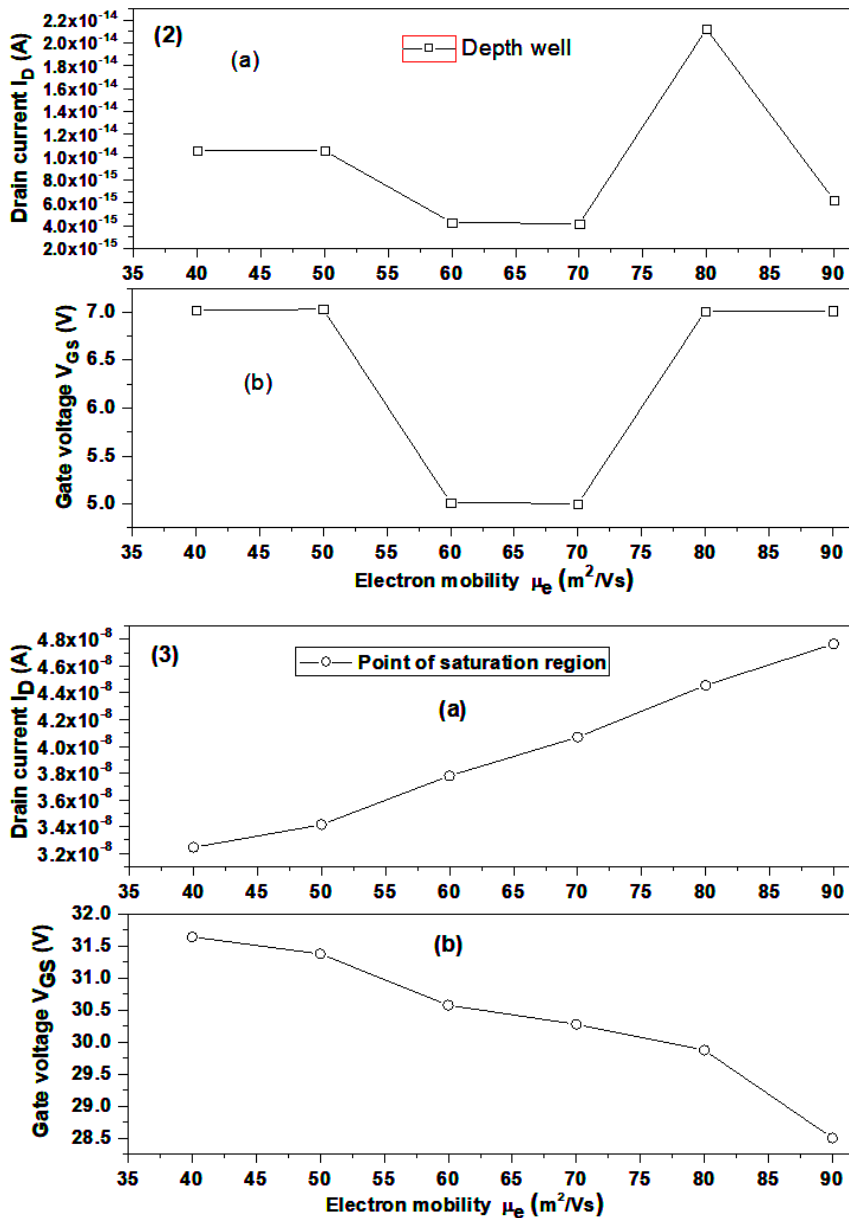 (2)
(a)
Depth well
Drain current I_D (A)
2.2x10^-14
2.0x10^-14
1.8x10^-14
1.6x10^-14
1.4x10^-14
1.2x10^-14
1.0x10^-14
8.0x10^-15
6.0x10^-15
4.0x10^-15
2.0x10^-15
35 40 45 50 55 60 65 70 75 80 85 90
(b)
Gate voltage V_GS (V)
7.0
6.5
6.0
5.5
5.0
35 40 45 50 55 60 65 70 75 80 85 90
Electron mobility μ_e (m^2/Vs)
(3)
Point of saturation region
(a)
Drain current I_D (A)
4.8x10^-8
4.6x10^-8
4.4x10^-8
4.2x10^-8
4.0x10^-8
3.8x10^-8
3.6x10^-8
3.4x10^-8
3.2x10^-8
35 40 45 50 55 60 65 70 75 80 85 90
(b)
Gate voltage V_GS (V)
32.0
31.5
31.0
30.5
30.0
29.5
29.0
28.5
35 40 45 50 55 60 65 70 75 80 85 90
Electron mobility μ_e (m^2/Vs)